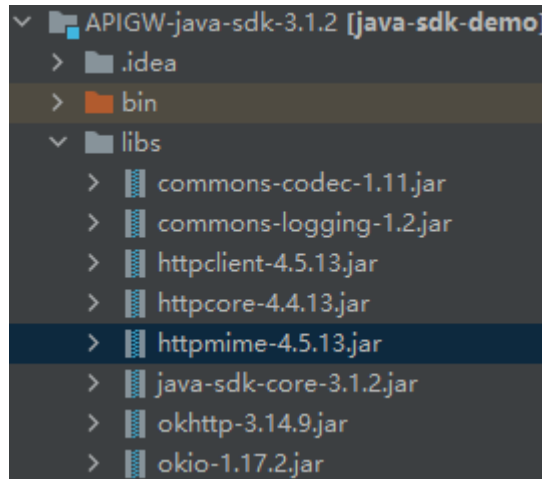 APIGW-java-sdk-3.1.2 [java-sdk-demo]
.idea
bin
libs
commons-codec-1.11.jar
commons-logging-1.2.jar
httpclient-4.5.13.jar
httpcore-4.4.13.jar
httpmime-4.5.13.jar
java-sdk-core-3.1.2.jar
okhttp-3.14.9.jar
okio-1.17.2.jar